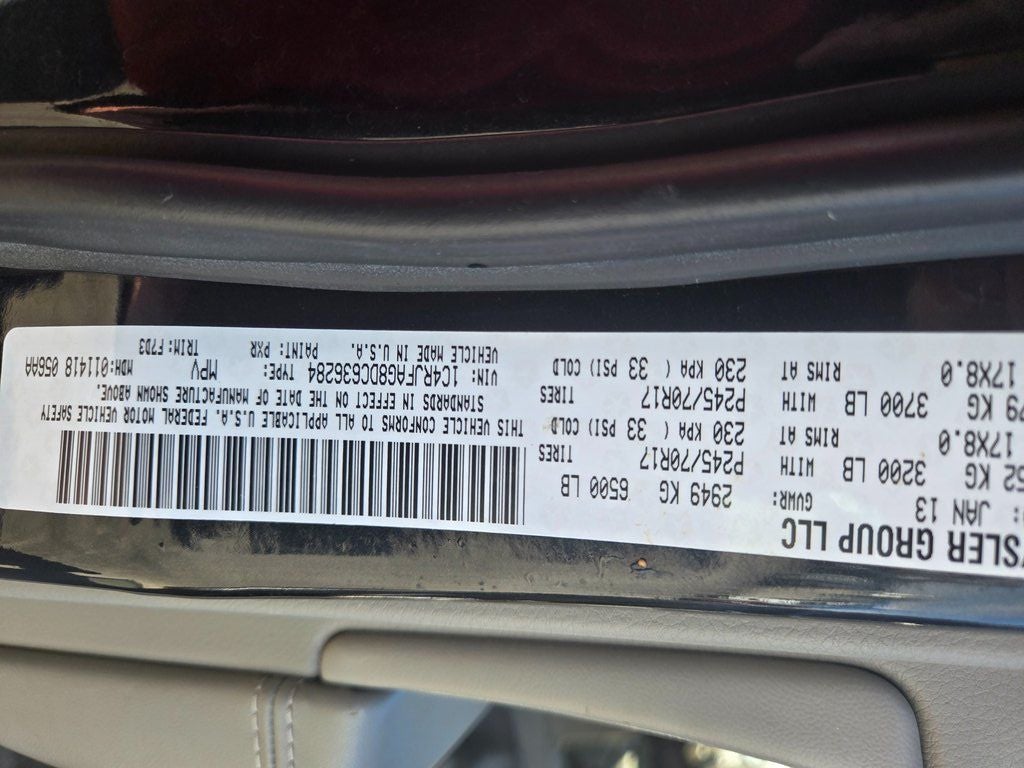 YSLER GROUP LLC
: JAN 13 GVWR: 2949 KG 6500 LB
52 KG 3200 LB WITH P245/70R17 TIRES
17X8.0 RIMS AT 230 KPA ( 33 PSI) COLD
9 KG 3700 LB WITH P245/70R17
17X8.0 RIMS AT 230 KPA ( 33 PSI) COLD
THIS VEHICLE CONFORMS TO ALL APPLICABLE U.S.A. FEDERAL MOTOR VEHICLE SAFETY
STANDARDS IN EFFECT ON THE DATE OF MANUFACTURE SHOWN ABOVE.
VIN: 1C4RJFAG8DC636284 TYPE: MPV MDH:011418 056AA
VEHICLE MADE IN U.S.A. PAINT: PXR TRIM:F7D3